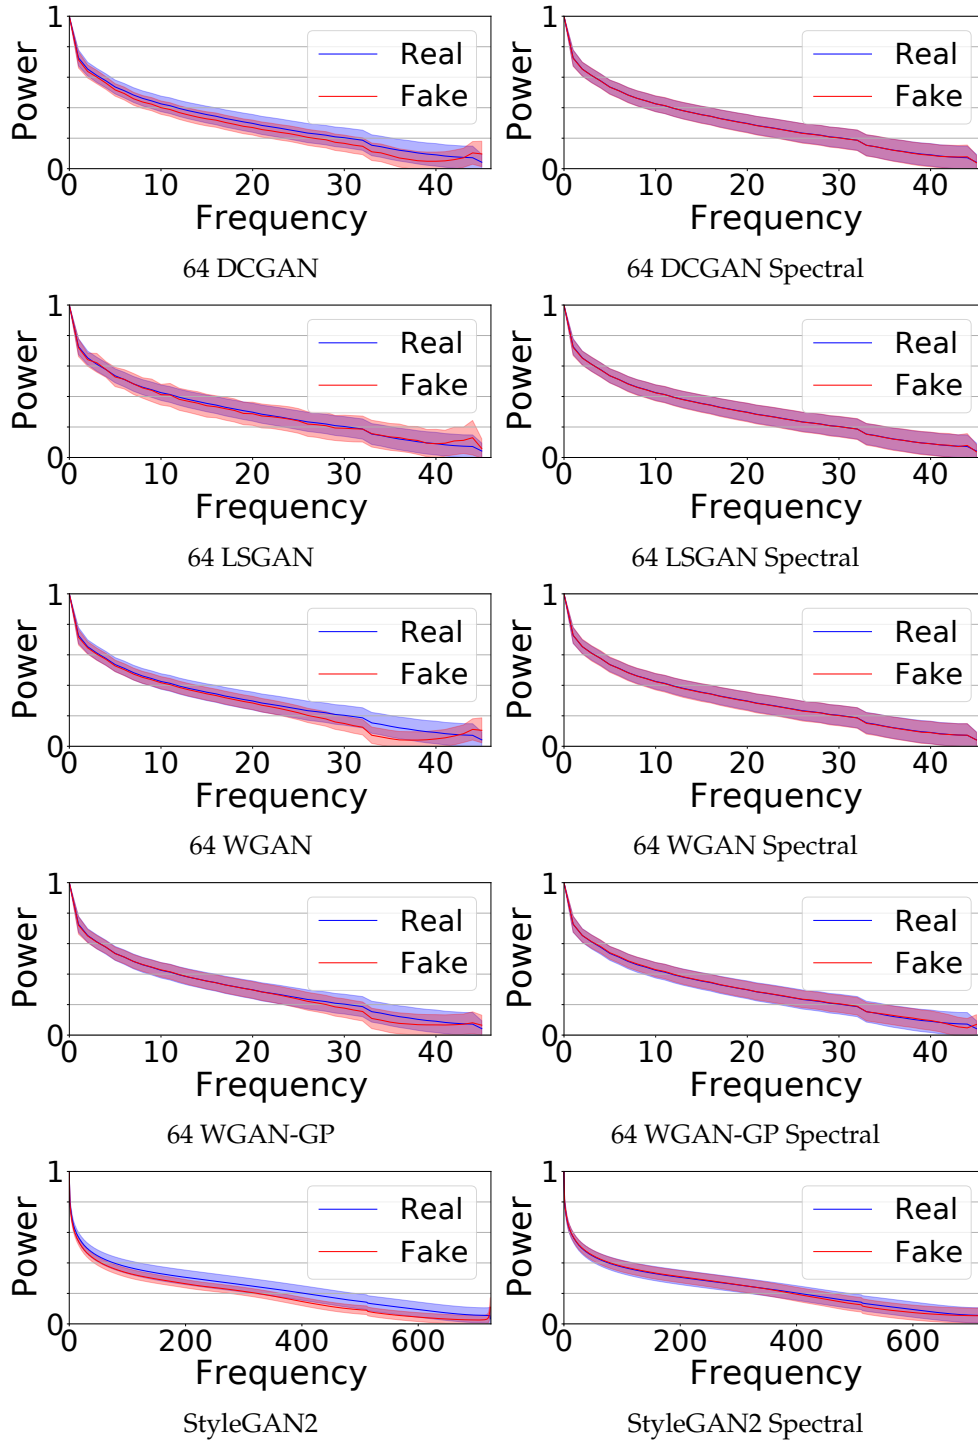 1
Power
Real
Fake
0
0 10 20 30 40
Frequency
64 DCGAN
1
Power
Real
Fake
0
0 10 20 30 40
Frequency
64 DCGAN Spectral
1
Power
Real
Fake
0
0 10 20 30 40
Frequency
64 LSGAN
1
Power
Real
Fake
0
0 10 20 30 40
Frequency
64 LSGAN Spectral
1
Power
Real
Fake
0
0 10 20 30 40
Frequency
64 WGAN
1
Power
Real
Fake
0
0 10 20 30 40
Frequency
64 WGAN Spectral
1
Power
Real
Fake
0
0 10 20 30 40
Frequency
64 WGAN-GP
1
Power
Real
Fake
0
0 10 20 30 40
Frequency
64 WGAN-GP Spectral
1
Power
Real
Fake
0
0 200 400 600
Frequency
StyleGAN2
1
Power
Real
Fake
0
0 200 400 600
Frequency
StyleGAN2 Spectral